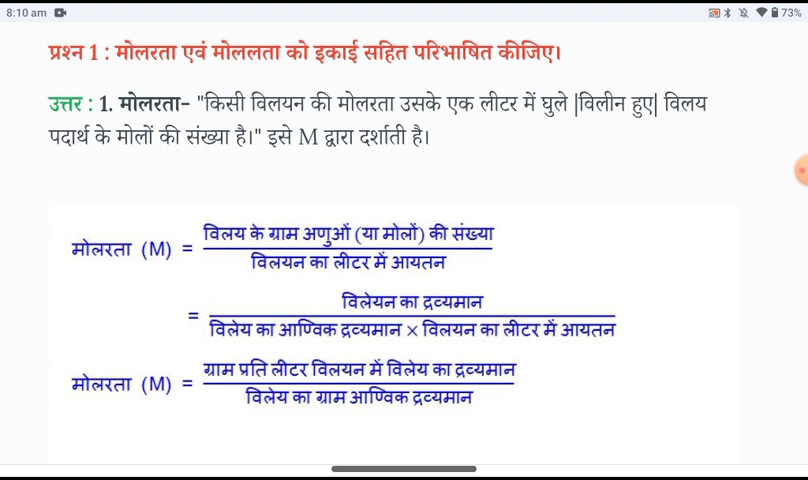 8:10 am 73%
प्रश्न 1 : मोलरता एवं मोललता को इकाई सहित परिभाषित कीजिए।
उत्तर : 1. मोलरता- "किसी विलयन की मोलरता उसके एक लीटर में घुले |विलीन हुए| विलय
पदार्थ के मोलों की संख्या है।" इसे M द्वारा दर्शाती है।
मोलरता (M) = विलय के ग्राम अणुओं (या मोलों) की संख्या
विलयन का लीटर में आयतन
= विलेयन का द्रव्यमान
विलेय का आण्विक द्रव्यमान × विलयन का लीटर में आयतन
मोलरता (M) = ग्राम प्रति लीटर विलयन में विलेय का द्रव्यमान
विलेय का ग्राम आण्विक द्रव्यमान